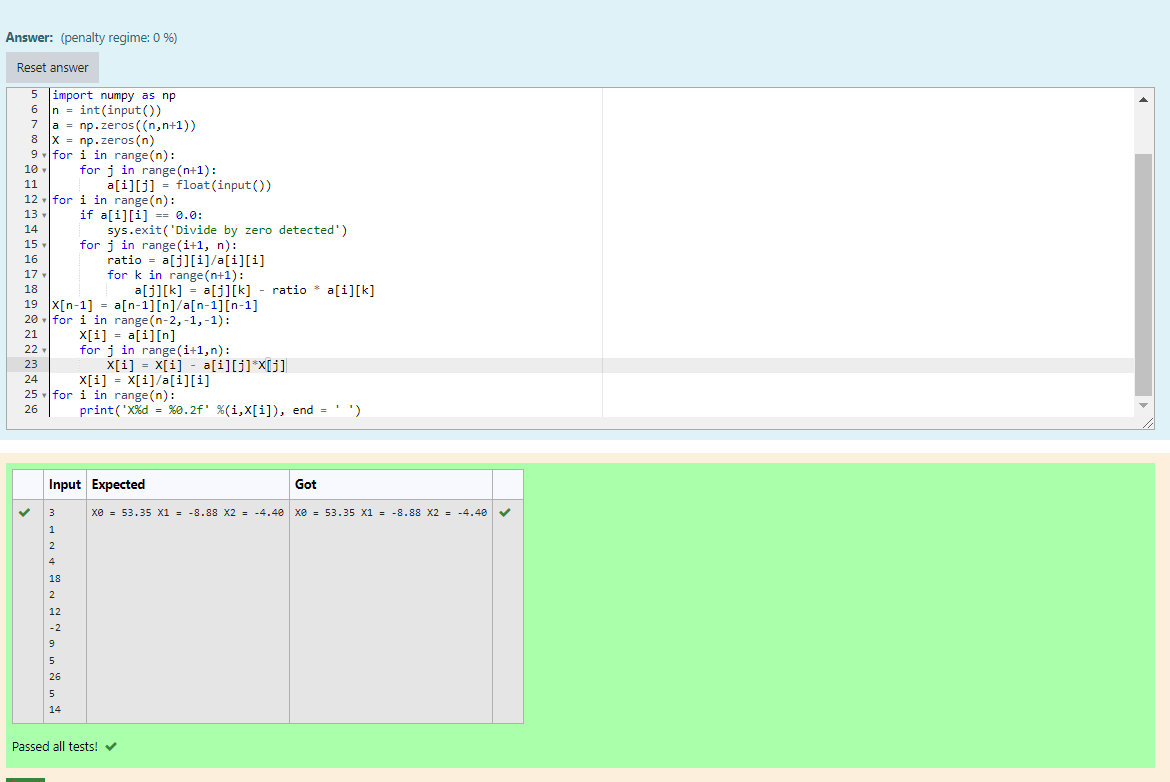 Answer: (penalty regime: 0 %)
Reset answer
5 import numpy as np
6 n = int(input())
7 a = np.zeros((n,n+1))
8 X = np.zeros(n)
9 for i in range(n):
10     for j in range(n+1):
11         a[i][j] = float(input())
12 for i in range(n):
13     if a[i][i] == 0.0:
14         sys.exit('Divide by zero detected')
15     for j in range(i+1, n):
16         ratio = a[j][i]/a[i][i]
17         for k in range(n+1):
18             a[j][k] = a[j][k] - ratio * a[i][k]
19 X[n-1] = a[n-1][n]/a[n-1][n-1]
20 for i in range(n-2,-1,-1):
21     X[i] = a[i][n]
22     for j in range(i+1,n):
23         X[i] = X[i] - a[i][j]*X[j]
24     X[i] = X[i]/a[i][i]
25 for i in range(n):
26     print('X%d = %0.2f' %(i,X[i]), end = ' ')
Input Expected Got
3 X0 = 53.35 X1 = -8.88 X2 = -4.40 X0 = 53.35 X1 = -8.88 X2 = -4.40
1
2
4
18
2
12
-2
9
5
26
5
14
Passed all tests!